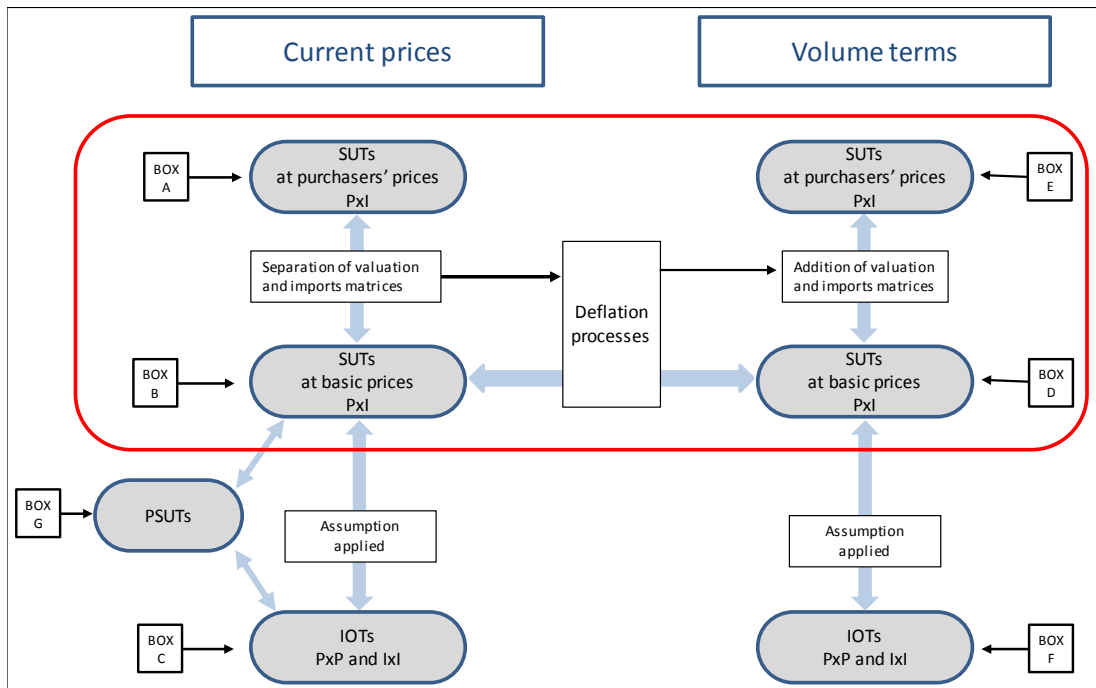 Current prices
Volume terms
BOX
A
SUTs
at purchasers' prices
PxI
SUTs
at purchasers' prices
PxI
BOX
E
Separation of valuation
and imports matrices
Deflation
processes
Addition of valuation
and imports matrices
BOX
B
SUTs
at basic prices
PxI
SUTs
at basic prices
PxI
BOX
D
BOX
G
PSUTs
Assumption
applied
Assumption
applied
BOX
C
IOTs
PxP and IxI
IOTs
PxP and IxI
BOX
F